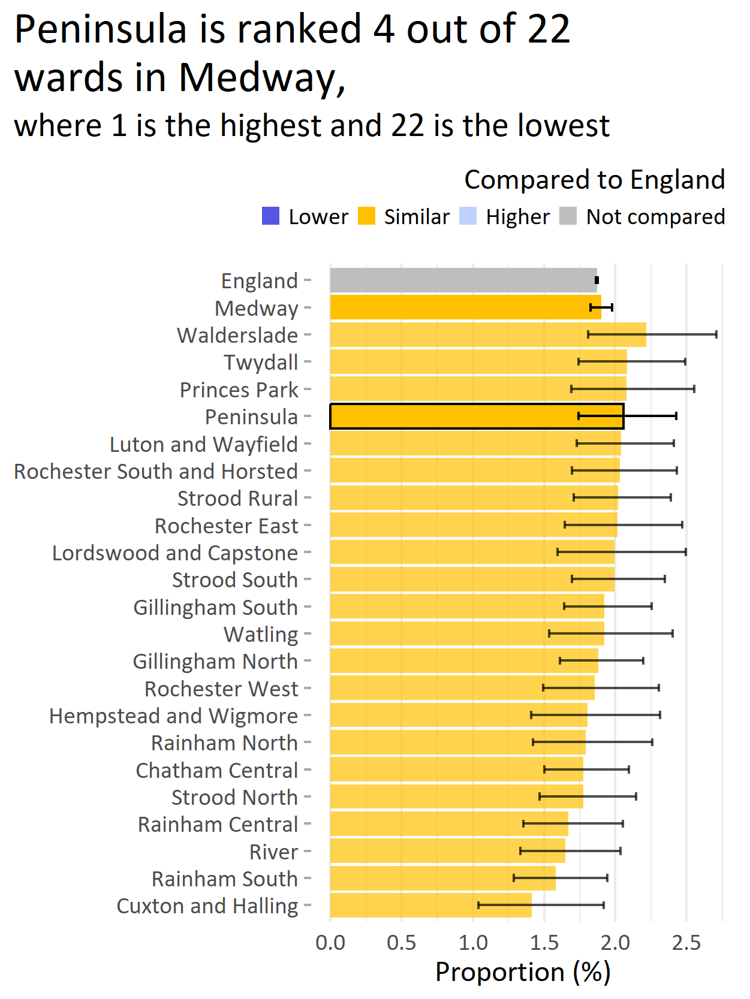 Peninsula is ranked 4 out of 22
wards in Medway,
where 1 is the highest and 22 is the lowest
Compared to England
Lower Similar Higher Not compared
England
Medway
Walderslade
Twydall
Princes Park
Peninsula
Luton and Wayfield
Rochester South and Horsted
Strood Rural
Rochester East
Lordswood and Capstone
Strood South
Gillingham South
Watling
Gillingham North
Rochester West
Hempstead and Wigmore
Rainham North
Chatham Central
Strood North
Rainham Central
River
Rainham South
Cuxton and Halling
0.0 0.5 1.0 1.5 2.0 2.5
Proportion (%)